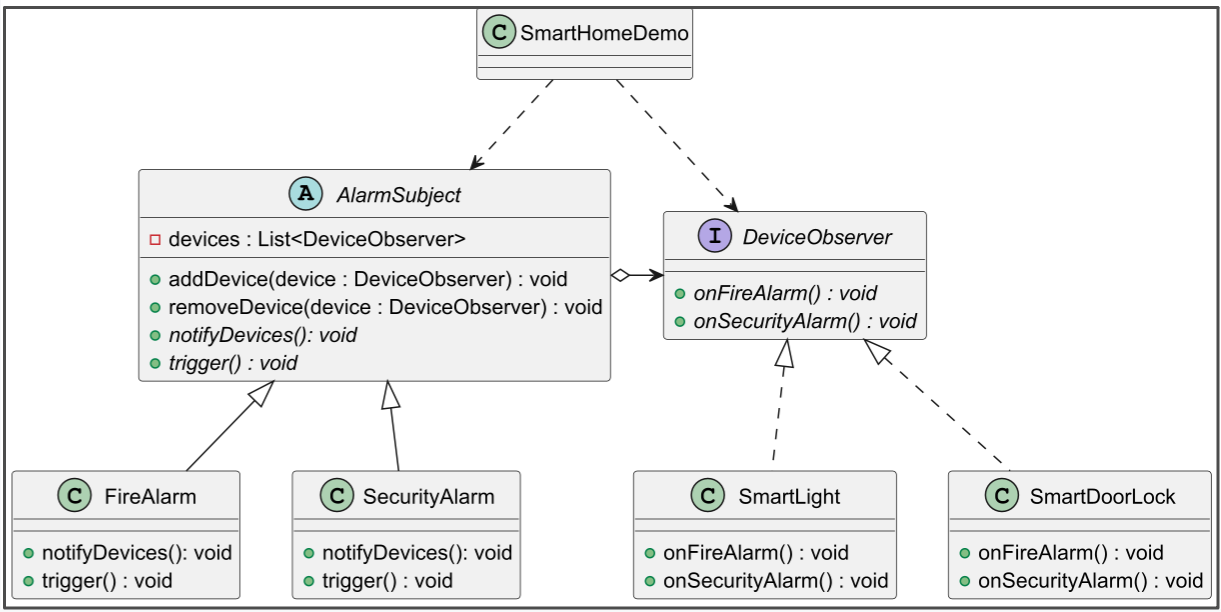 C SmartHomeDemo
A AlarmSubject
devices : List<DeviceObserver>
addDevice(device : DeviceObserver) : void
removeDevice(device : DeviceObserver) : void
notifyDevices(): void
trigger() : void
I DeviceObserver
onFireAlarm() : void
onSecurityAlarm() : void
C FireAlarm
notifyDevices(): void
trigger() : void
C SecurityAlarm
notifyDevices(): void
trigger() : void
C SmartLight
onFireAlarm() : void
onSecurityAlarm() : void
C SmartDoorLock
onFireAlarm() : void
onSecurityAlarm() : void